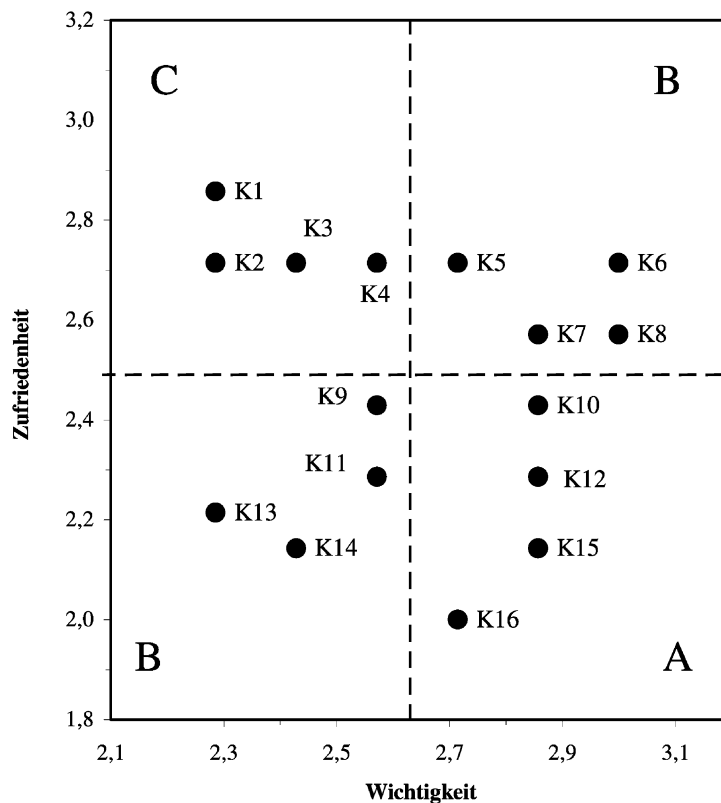 3,2
C
B
3,0
K1
2,8
K3
K2
K5
K6
K4
2,6
K7
K8
Zufriedenheit
2,4
K9
K10
K11
K12
2,2
K13
K14
K15
2,0
K16
B
A
1,8
2,1 2,3 2,5 2,7 2,9 3,1
Wichtigkeit